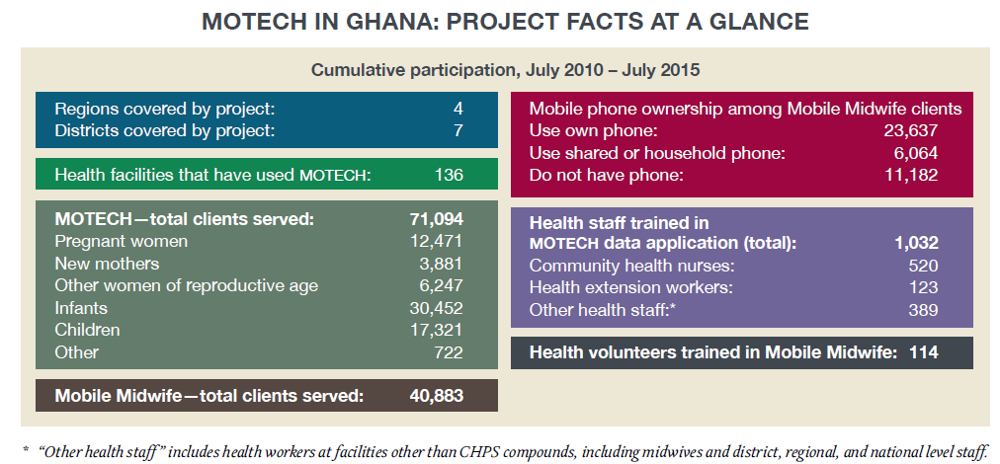 MOTECH IN GHANA: PROJECT FACTS AT A GLANCE
Cumulative participation, July 2010 – July 2015
Regions covered by project: 4
Districts covered by project: 7
Health facilities that have used MOTECH: 136
MOTECH—total clients served: 71,094
Pregnant women 12,471
New mothers 3,881
Other women of reproductive age 6,247
Infants 30,452
Children 17,321
Other 722
Mobile Midwife—total clients served: 40,883
Mobile phone ownership among Mobile Midwife clients
Use own phone: 23,637
Use shared or household phone: 6,064
Do not have phone: 11,182
Health staff trained in
MOTECH data application (total): 1,032
Community health nurses: 520
Health extension workers: 123
Other health staff:* 389
Health volunteers trained in Mobile Midwife: 114
* “Other health staff” includes health workers at facilities other than CHPS compounds, including midwives and district, regional, and national level staff.